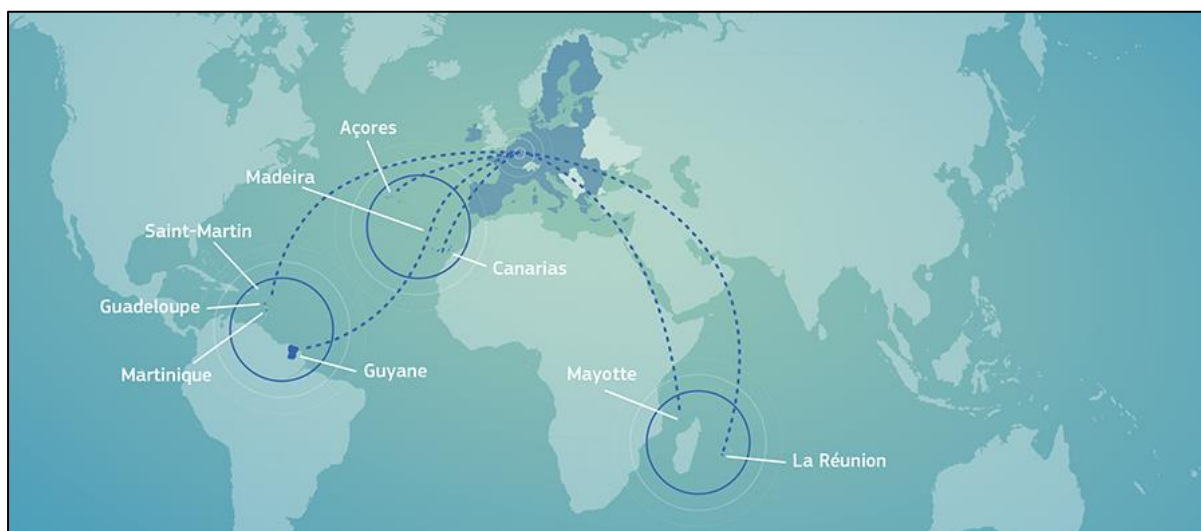 Açores
Madeira
Saint-Martin
Canarias
Guadeloupe
Martinique
Guyane
Mayotte
La Réunion